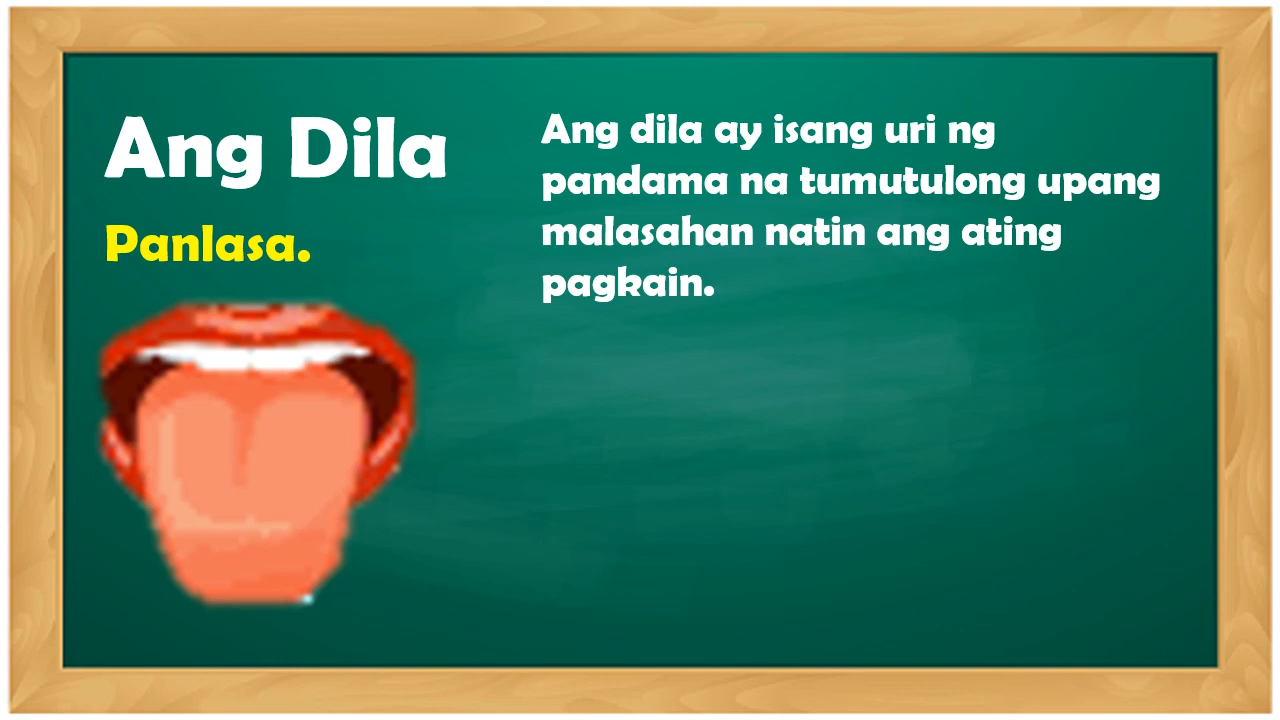 Ang Dila
Panlasa.
Ang dila ay isang uri ng
pandama na tumutulong upang
malasahan natin ang ating
pagkain.